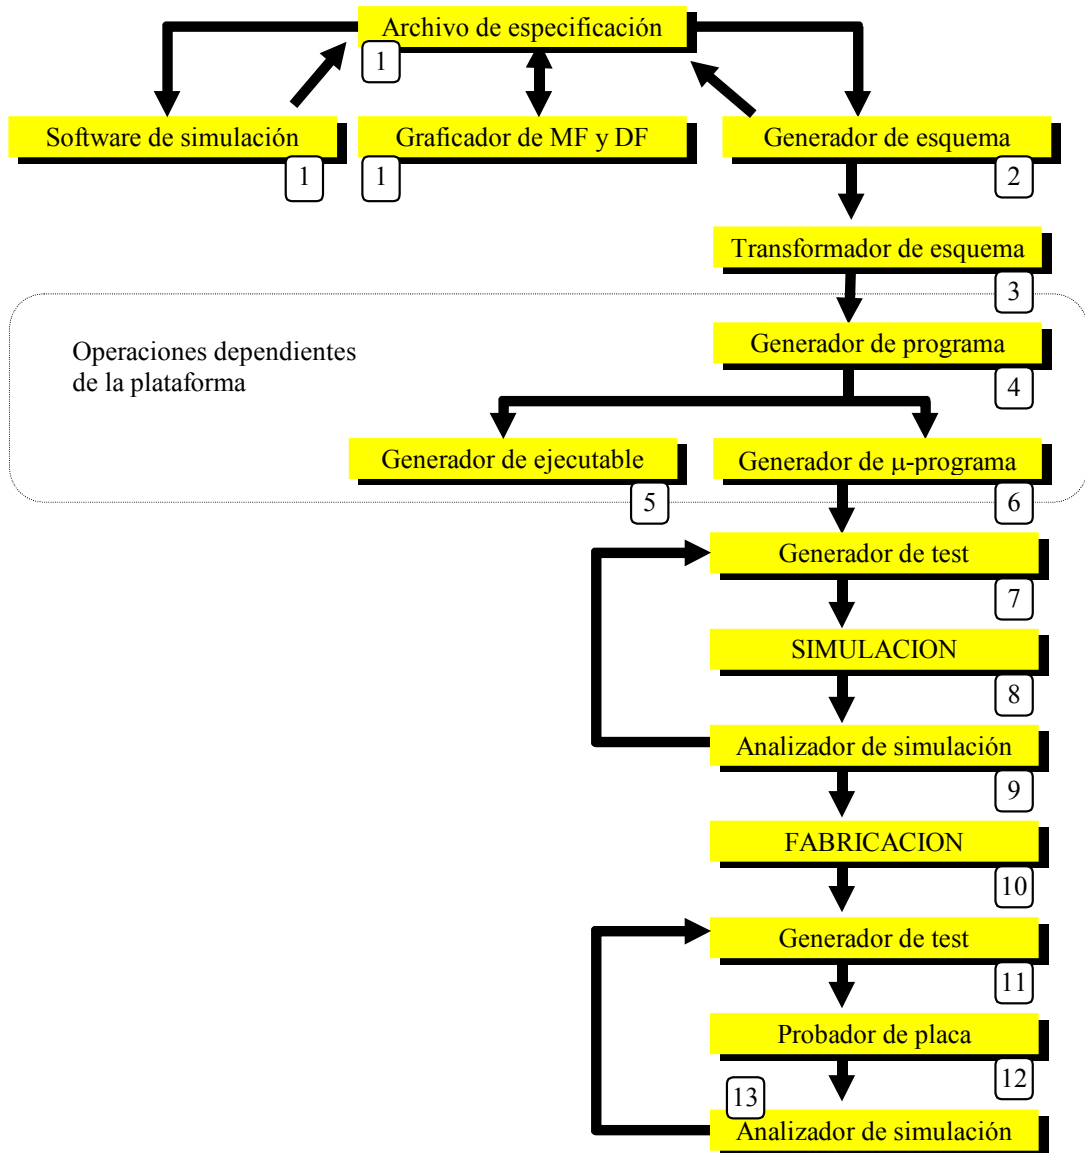 Archivo de especificación
1
Software de simulación
1
Graficador de MF y DF
1
Generador de esquema
2
Transformador de esquema
3
Operaciones dependientes
de la plataforma
Generador de programa
4
Generador de ejecutable
5
Generador de μ-programa
6
Generador de test
7
SIMULACION
8
Analizador de simulación
9
FABRICACION
10
Generador de test
11
Probador de placa
12
13
Analizador de simulación